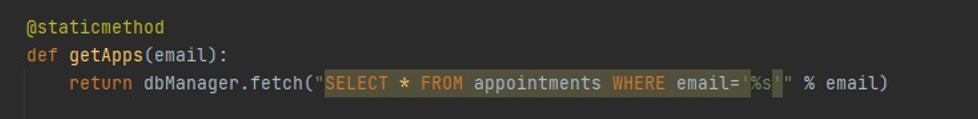 @staticmethod
def getApps(email):
    return dbManager.fetch("SELECT * FROM appointments WHERE email='%s'" % email)